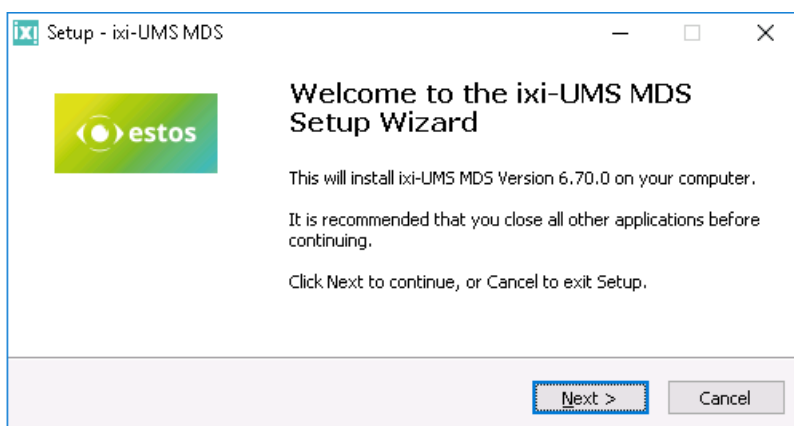 ixi Setup - ixi-UMS MDS
estos
Welcome to the ixi-UMS MDS
Setup Wizard
This will install ixi-UMS MDS Version 6.70.0 on your computer.
It is recommended that you close all other applications before
continuing.
Click Next to continue, or Cancel to exit Setup.
Next >
Cancel